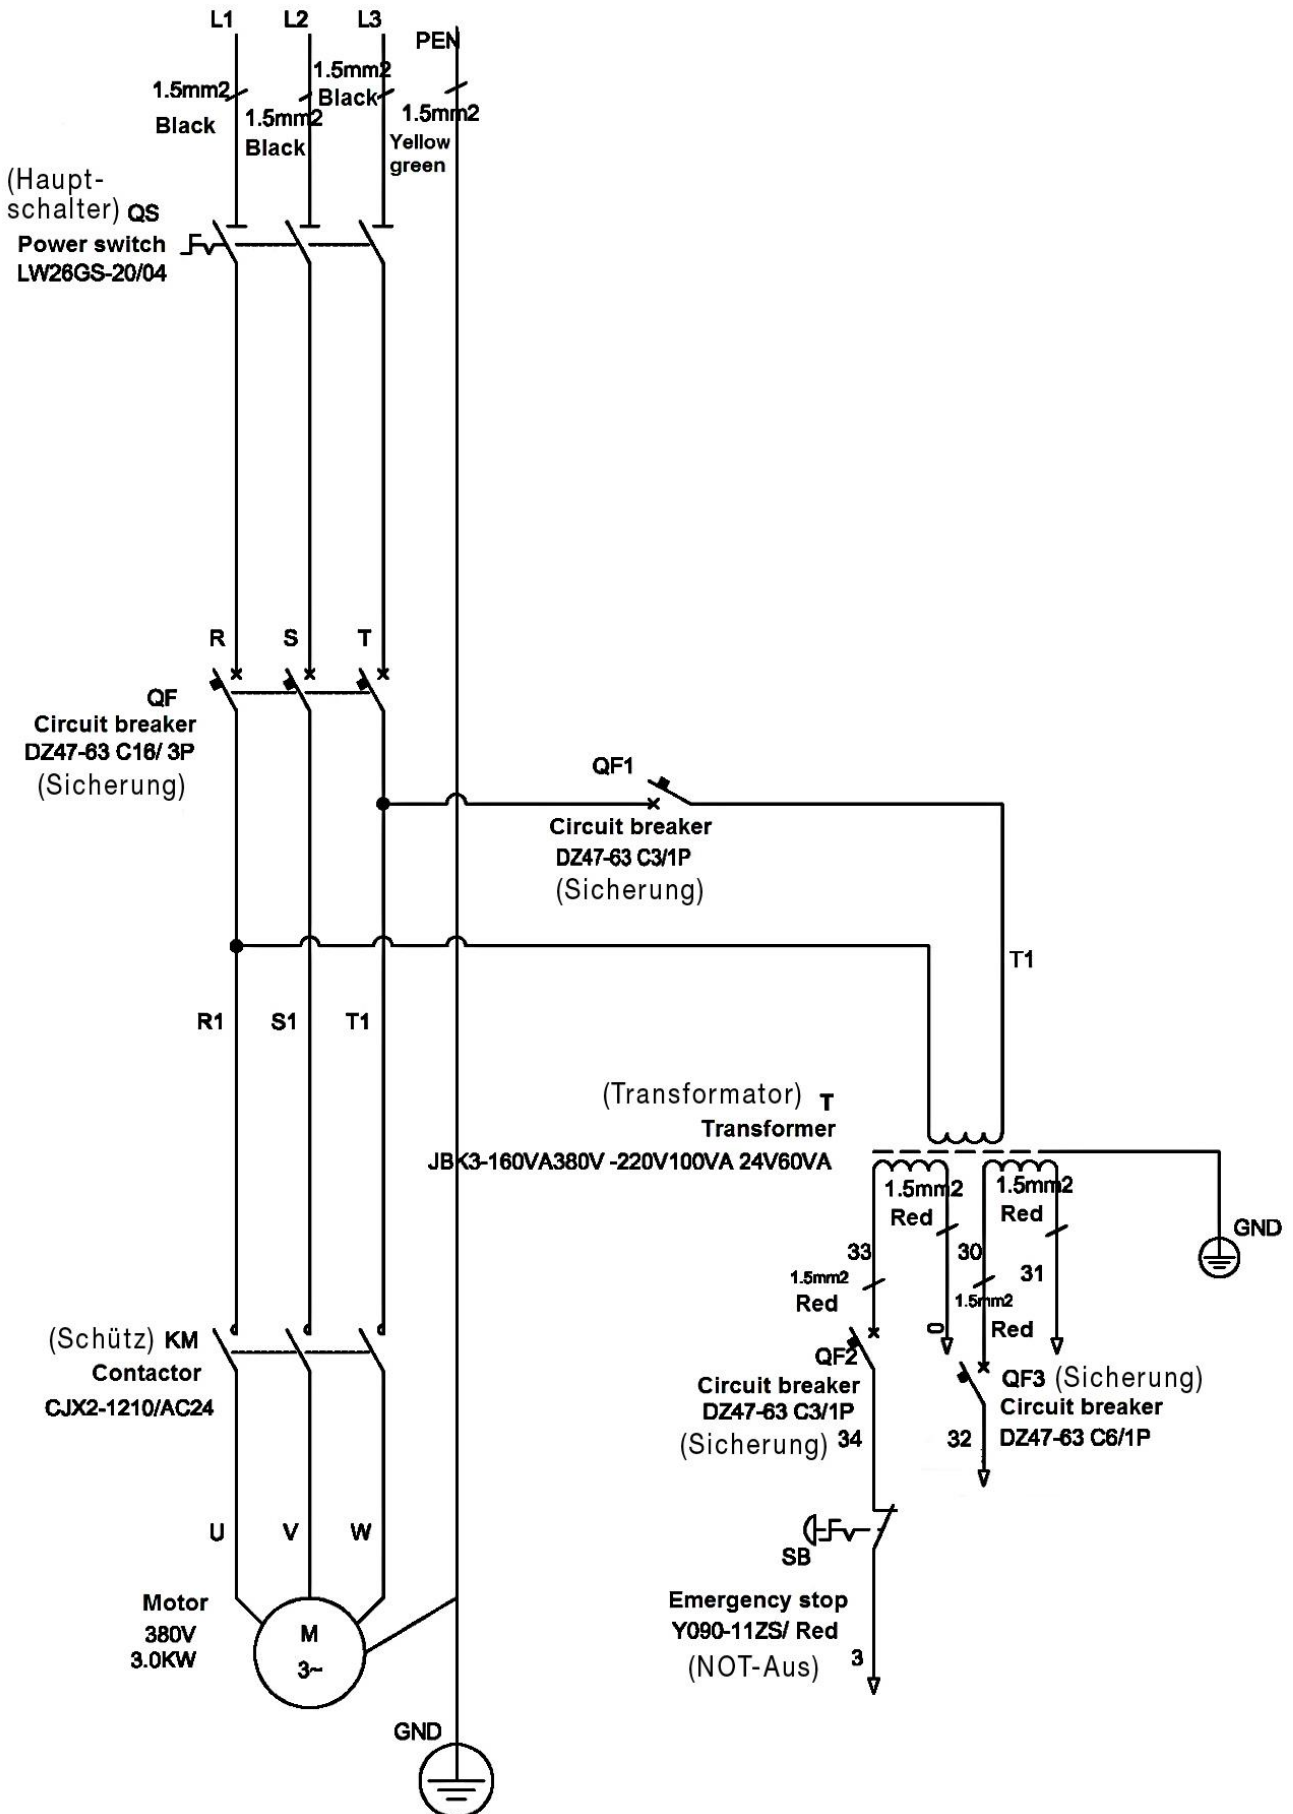 L1 L2 L3
PEN
1.5mm2
Black
1.5mm2
Black
1.5mm2
Black
1.5mm2
Yellow
green
(Haupt-
schalter) QS
Power switch
LW26GS-20/04
R S T
QF
Circuit breaker
DZ47-63 C16/ 3P
(Sicherung)
QF1
Circuit breaker
DZ47-63 C3/1P
(Sicherung)
T1
R1 S1 T1
(Transformator) T
Transformer
JBK3-160VA380V -220V100VA 24V60VA
1.5mm2
Red
1.5mm2
Red
GND
33
30
31
1.5mm2
Red
1.5mm2
Red
0
(Schütz) KM
Contactor
CJX2-1210/AC24
QF2
Circuit breaker
DZ47-63 C3/1P
(Sicherung) 34
QF3 (Sicherung)
Circuit breaker
32 DZ47-63 C6/1P
U V W
SB
Emergency stop
Y090-11ZS/ Red
(NOT-Aus)
3
Motor
380V
3.0KW
M
3~
GND